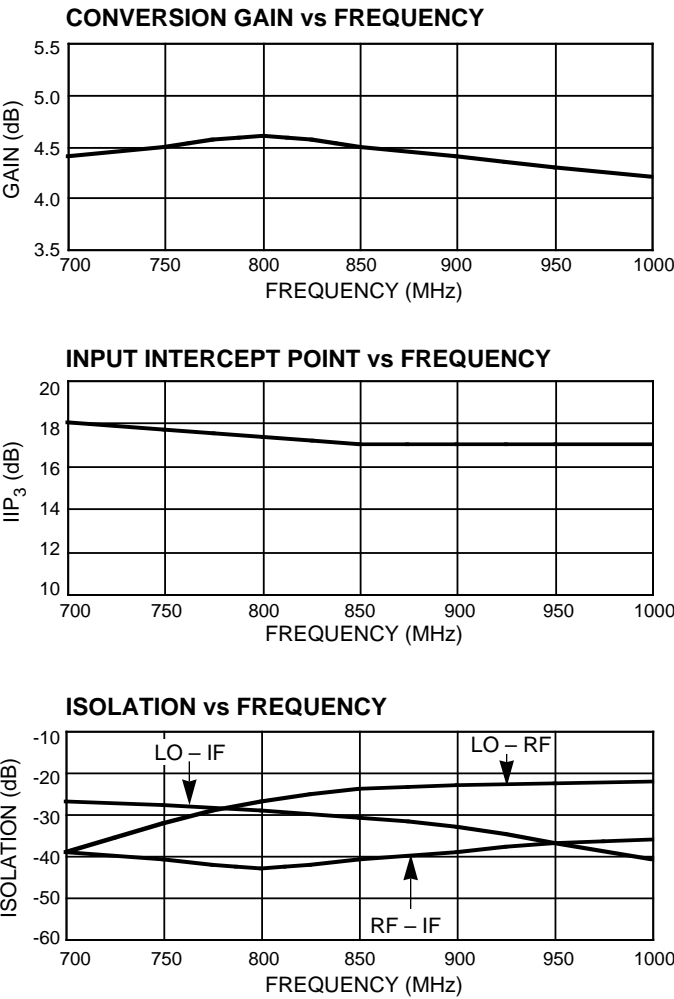 CONVERSION GAIN vs FREQUENCY
5.5
5.0
4.5
4.0
3.5
GAIN (dB)
700 750 800 850 900 950 1000
FREQUENCY (MHz)
INPUT INTERCEPT POINT vs FREQUENCY
20
18
16
14
12
10
IIP3 (dB)
700 750 800 850 900 950 1000
FREQUENCY (MHz)
ISOLATION vs FREQUENCY
-10
-20
-30
-40
-50
-60
ISOLATION (dB)
LO – IF
LO – RF
RF – IF
700 750 800 850 900 950 1000
FREQUENCY (MHz)